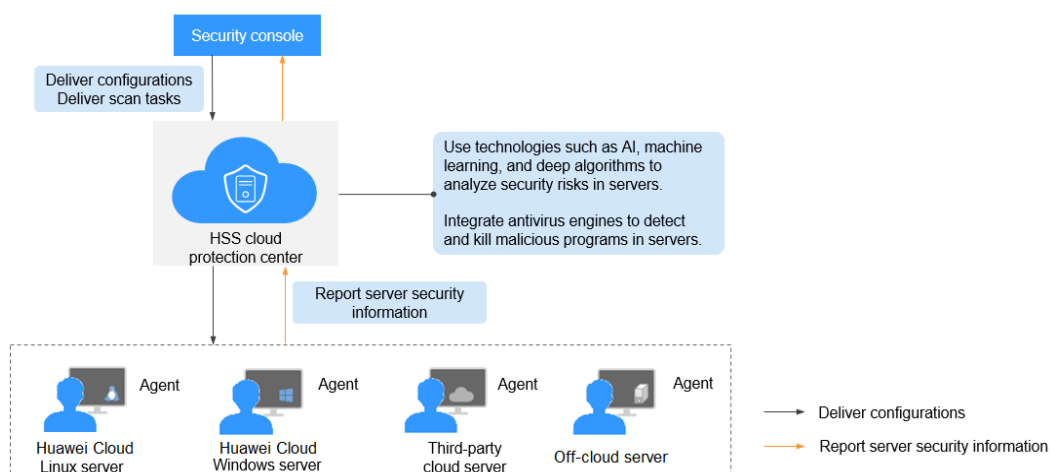 Security console
Deliver configurations
Deliver scan tasks
Use technologies such as AI, machine
learning, and deep algorithms to
analyze security risks in servers.
Integrate antivirus engines to detect
and kill malicious programs in servers.
HSS cloud
protection center
Report server security
information
Agent
Agent
Agent
Agent
Huawei Cloud
Linux server
Huawei Cloud
Windows server
Third-party
cloud server
Off-cloud server
Deliver configurations
Report server security information